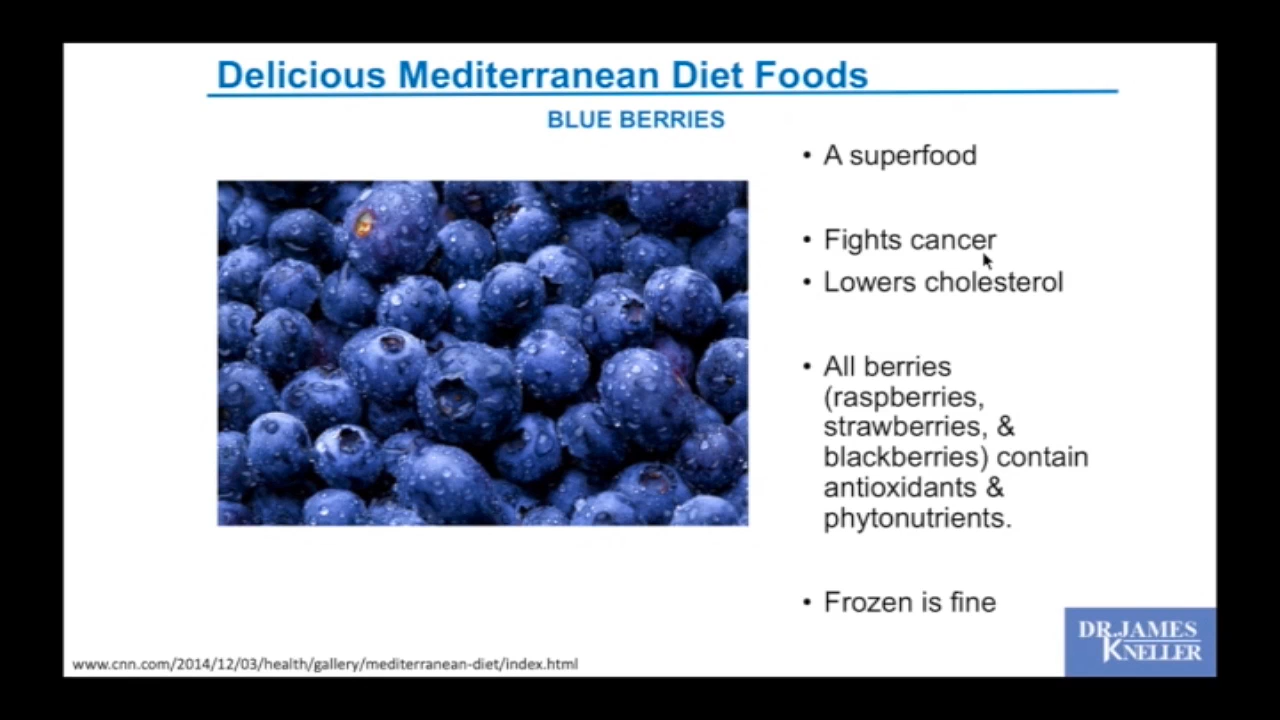 Delicious Mediterranean Diet Foods
BLUE BERRIES
• A superfood
• Fights cancer
• Lowers cholesterol
• All berries
(raspberries,
strawberries, &
blackberries) contain
antioxidants &
phytonutrients.
• Frozen is fine
DR.JAMES
KNELLER
www.cnn.com/2014/12/03/health/gallery/mediterranean-diet/index.html